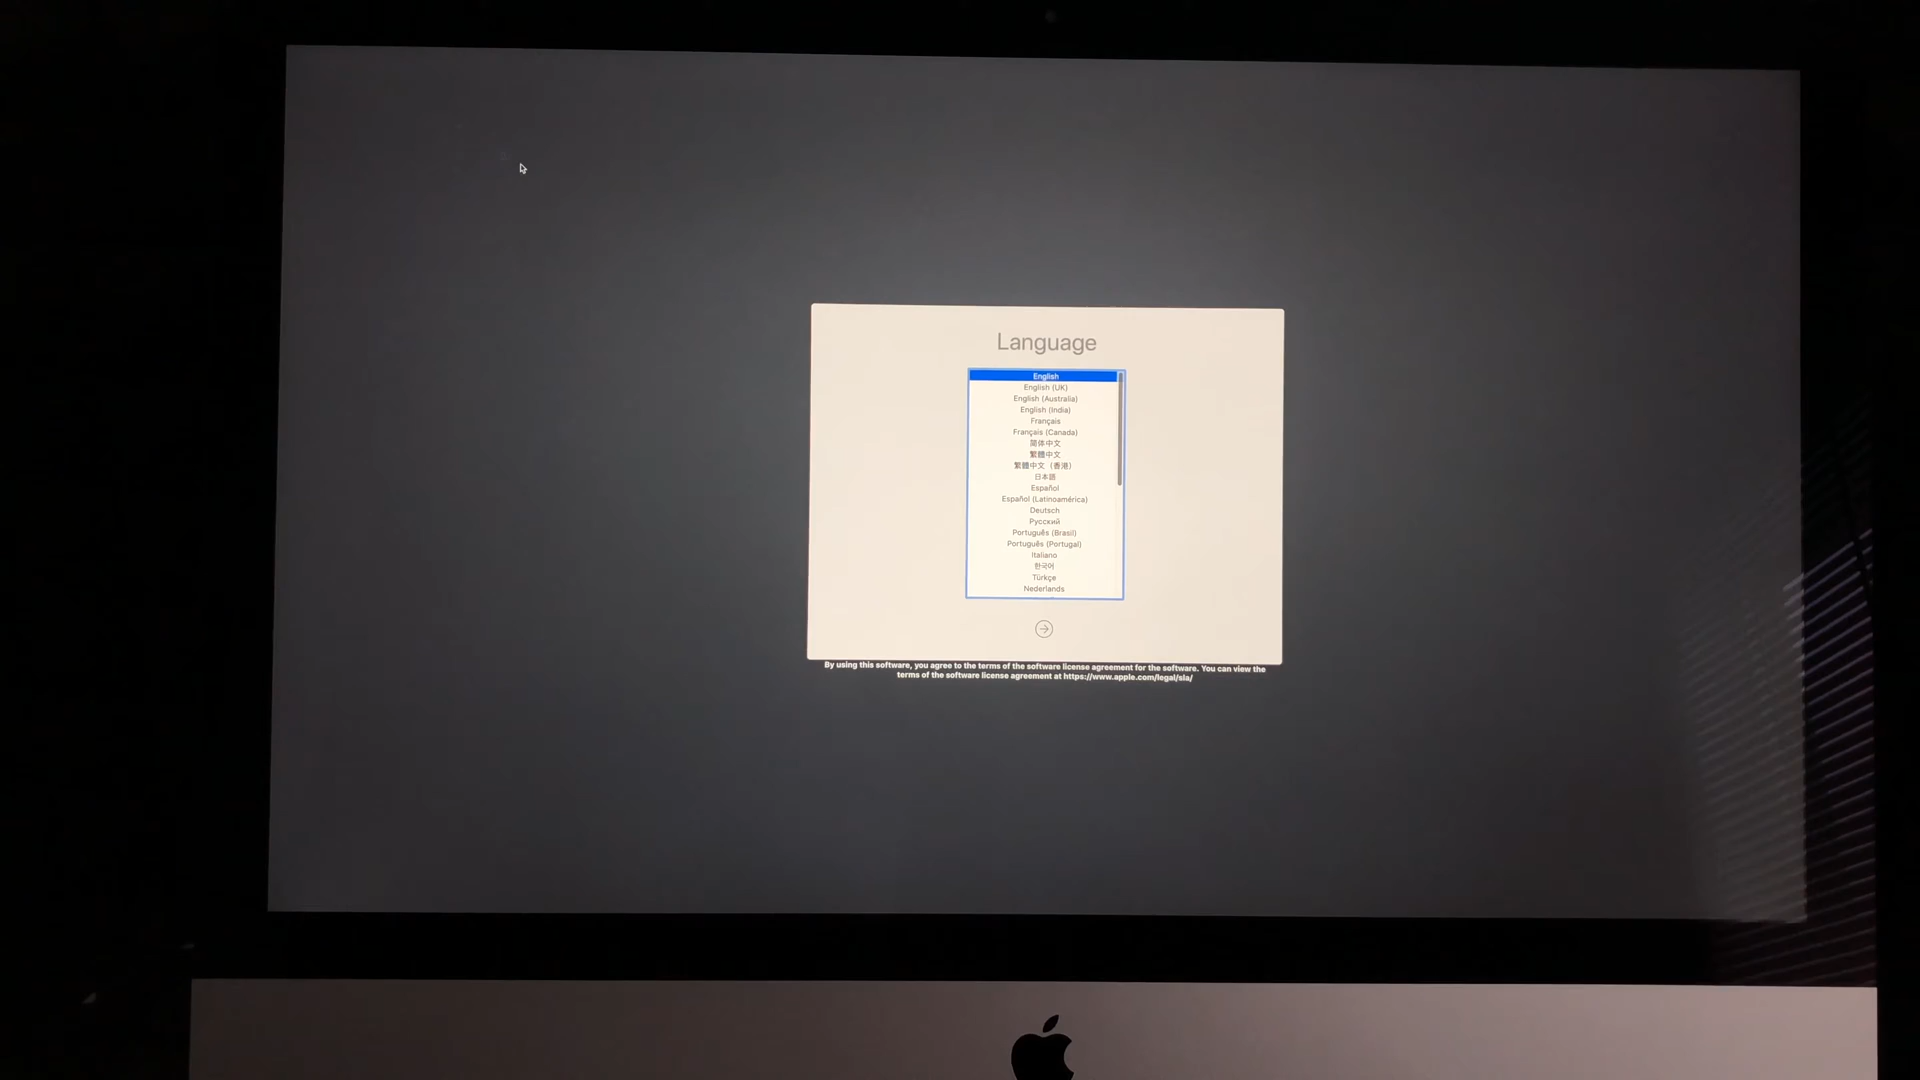 Language
English
English (UK)
English (Australia)
English (India)
Français
Français (Canada)
简体中文
繁體中文
繁體中文（香港）
日本語
Español
Español (Latinoamérica)
Deutsch
Русский
Português (Brasil)
Português (Portugal)
Italiano
한국어
Türkçe
Nederlands
By using this software, you agree to the terms of the software license agreement for the software. You can view the
terms of the software license agreement at https://www.apple.com/legal/sla/